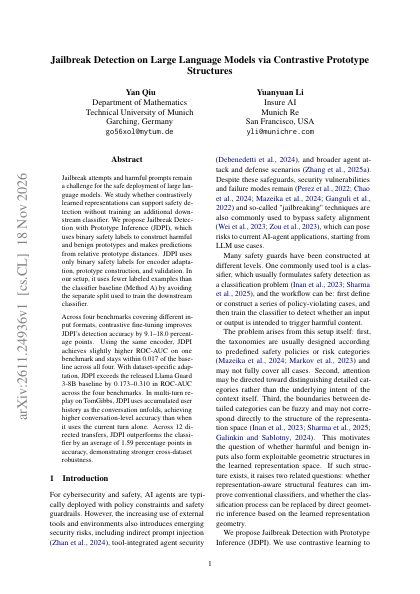 Jailbreak Detection on Large Language Models via Contrastive Prototype
Structures
Yan Qiu
Department of Mathematics
Technical University of Munich
Garching, Germany
go56xol@mytum.de
Yuanyuan Li
Insure AI
Munich Re
San Francisco, USA
yli@munichre.com
arXiv:2611.24936v1 [cs.CL] 18 Nov 2026
Abstract
Jailbreak attempts and harmful prompts remain
a challenge for the safe deployment of large lan-
guage models. We study whether contrastively
learned representations can support safety de-
tection without training an additional down-
stream classifier. We propose Jailbreak Detec-
tion with Prototype Inference (JDPI), which
uses binary safety labels to construct harmful
and benign prototypes and makes predictions
from relative prototype distances. JDPI uses
only binary safety labels for encoder adapta-
tion, prototype construction, and validation. In
our setup, it uses fewer labeled examples than
the classifier baseline (Method A) by avoiding
the separate split used to train the downstream
classifier.
Across four benchmarks covering different in-
put formats, contrastive fine-tuning improves
JDPI's detection accuracy by 9.1–18.0 percent-
age points. Using the same encoder, JDPI
achieves slightly higher ROC-AUC on one
benchmark and stays within 0.017 of the base-
line across all four. With dataset-specific adap-
tation, JDPI exceeds the released Llama Guard
3-8B baseline by 0.173–0.310 in ROC-AUC
across the four benchmarks. In multi-turn re-
play on TomGibbs, JDPI uses accumulated user
history as the conversation unfolds, achieving
higher conversation-level accuracy than when
it uses the current turn alone. Across 12 di-
rected transfers, JDPI outperforms the classi-
fier by an average of 1.59 percentage points in
accuracy, demonstrating stronger cross-dataset
robustness.
1 Introduction
For cybersecurity and safety, AI agents are typi-
cally deployed with policy constraints and safety
guardrails. However, the increasing use of external
tools and environments also introduces emerging
security risks, including indirect prompt injection
(Zhan et al., 2024), tool-integrated agent security
(Debenedetti et al., 2024), and broader agent at-
tack and defense scenarios (Zhang et al., 2025a).
Despite these safeguards, security vulnerabilities
and failure modes remain (Perez et al., 2022; Chao
et al., 2024; Mazeika et al., 2024; Ganguli et al.,
2022) and so-called "jailbreaking" techniques are
also commonly used to bypass safety alignment
(Wei et al., 2023; Zou et al., 2023), which can pose
risks to current AI-agent applications, starting from
LLM use cases.
Many safety guards have been constructed at
different levels. One commonly used tool is a clas-
sifier, which usually formulates safety detection as
a classification problem (Inan et al., 2023; Sharma
et al., 2025), and the workflow can be: first define
or construct a series of policy-violating cases, and
then train the classifier to detect whether an input
or output is intended to trigger harmful content.
The problem arises from this setup itself: first,
the taxonomies are usually designed according
to predefined safety policies or risk categories
(Mazeika et al., 2024; Markov et al., 2023) and
may not fully cover all cases. Second, attention
may be directed toward distinguishing detailed cat-
egories rather than the underlying intent of the
context itself. Third, the boundaries between de-
tailed categories can be fuzzy and may not corre-
spond directly to the structure of the representa-
tion space (Inan et al., 2023; Sharma et al., 2025;
Galinkin and Sablotny, 2024). This motivates
the question of whether harmful and benign in-
puts also form exploitable geometric structures in
the learned representation space. If such struc-
ture exists, it raises two related questions: whether
representation-aware structural features can im-
prove conventional classifiers, and whether the clas-
sification process can be replaced by direct geomet-
ric inference based on the learned representation
geometry.
We propose Jailbreak Detection with Prototype
Inference (JDPI). We use contrastive learning to
1